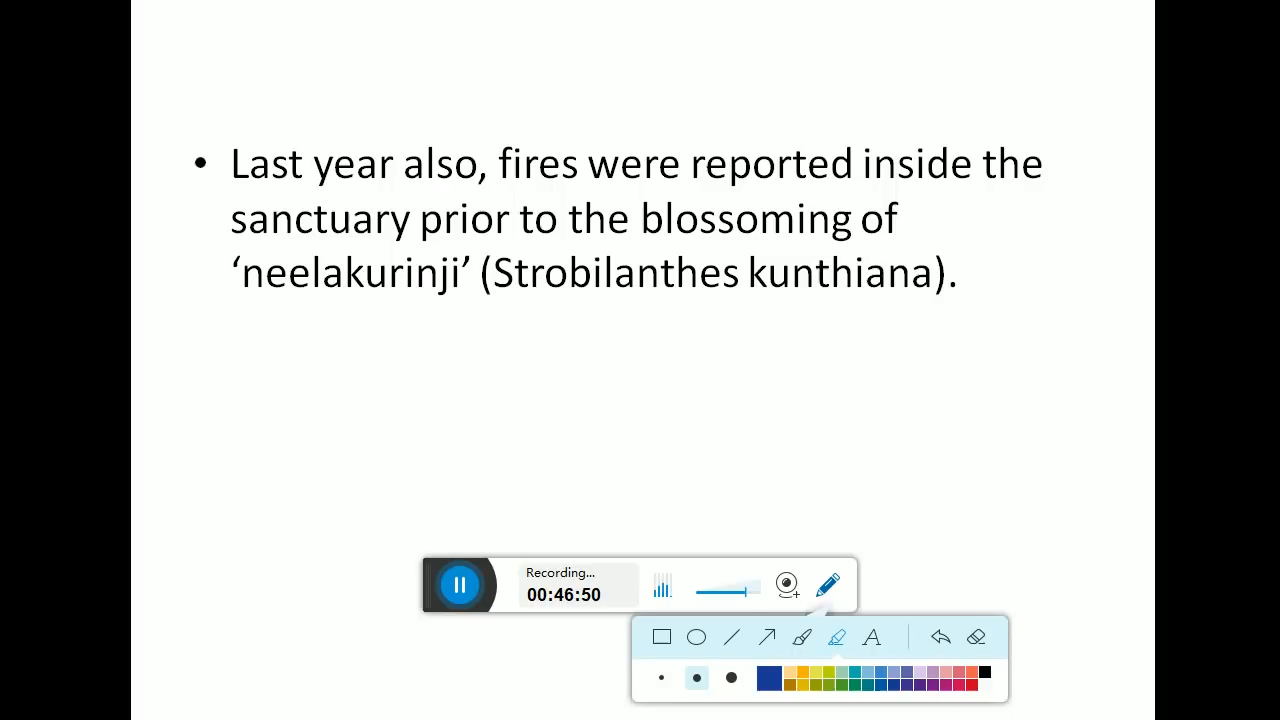 • Last year also, fires were reported inside the
sanctuary prior to the blossoming of
‘neelakurinji’ (Strobilanthes kunthiana).
Recording...
00:46:50
A